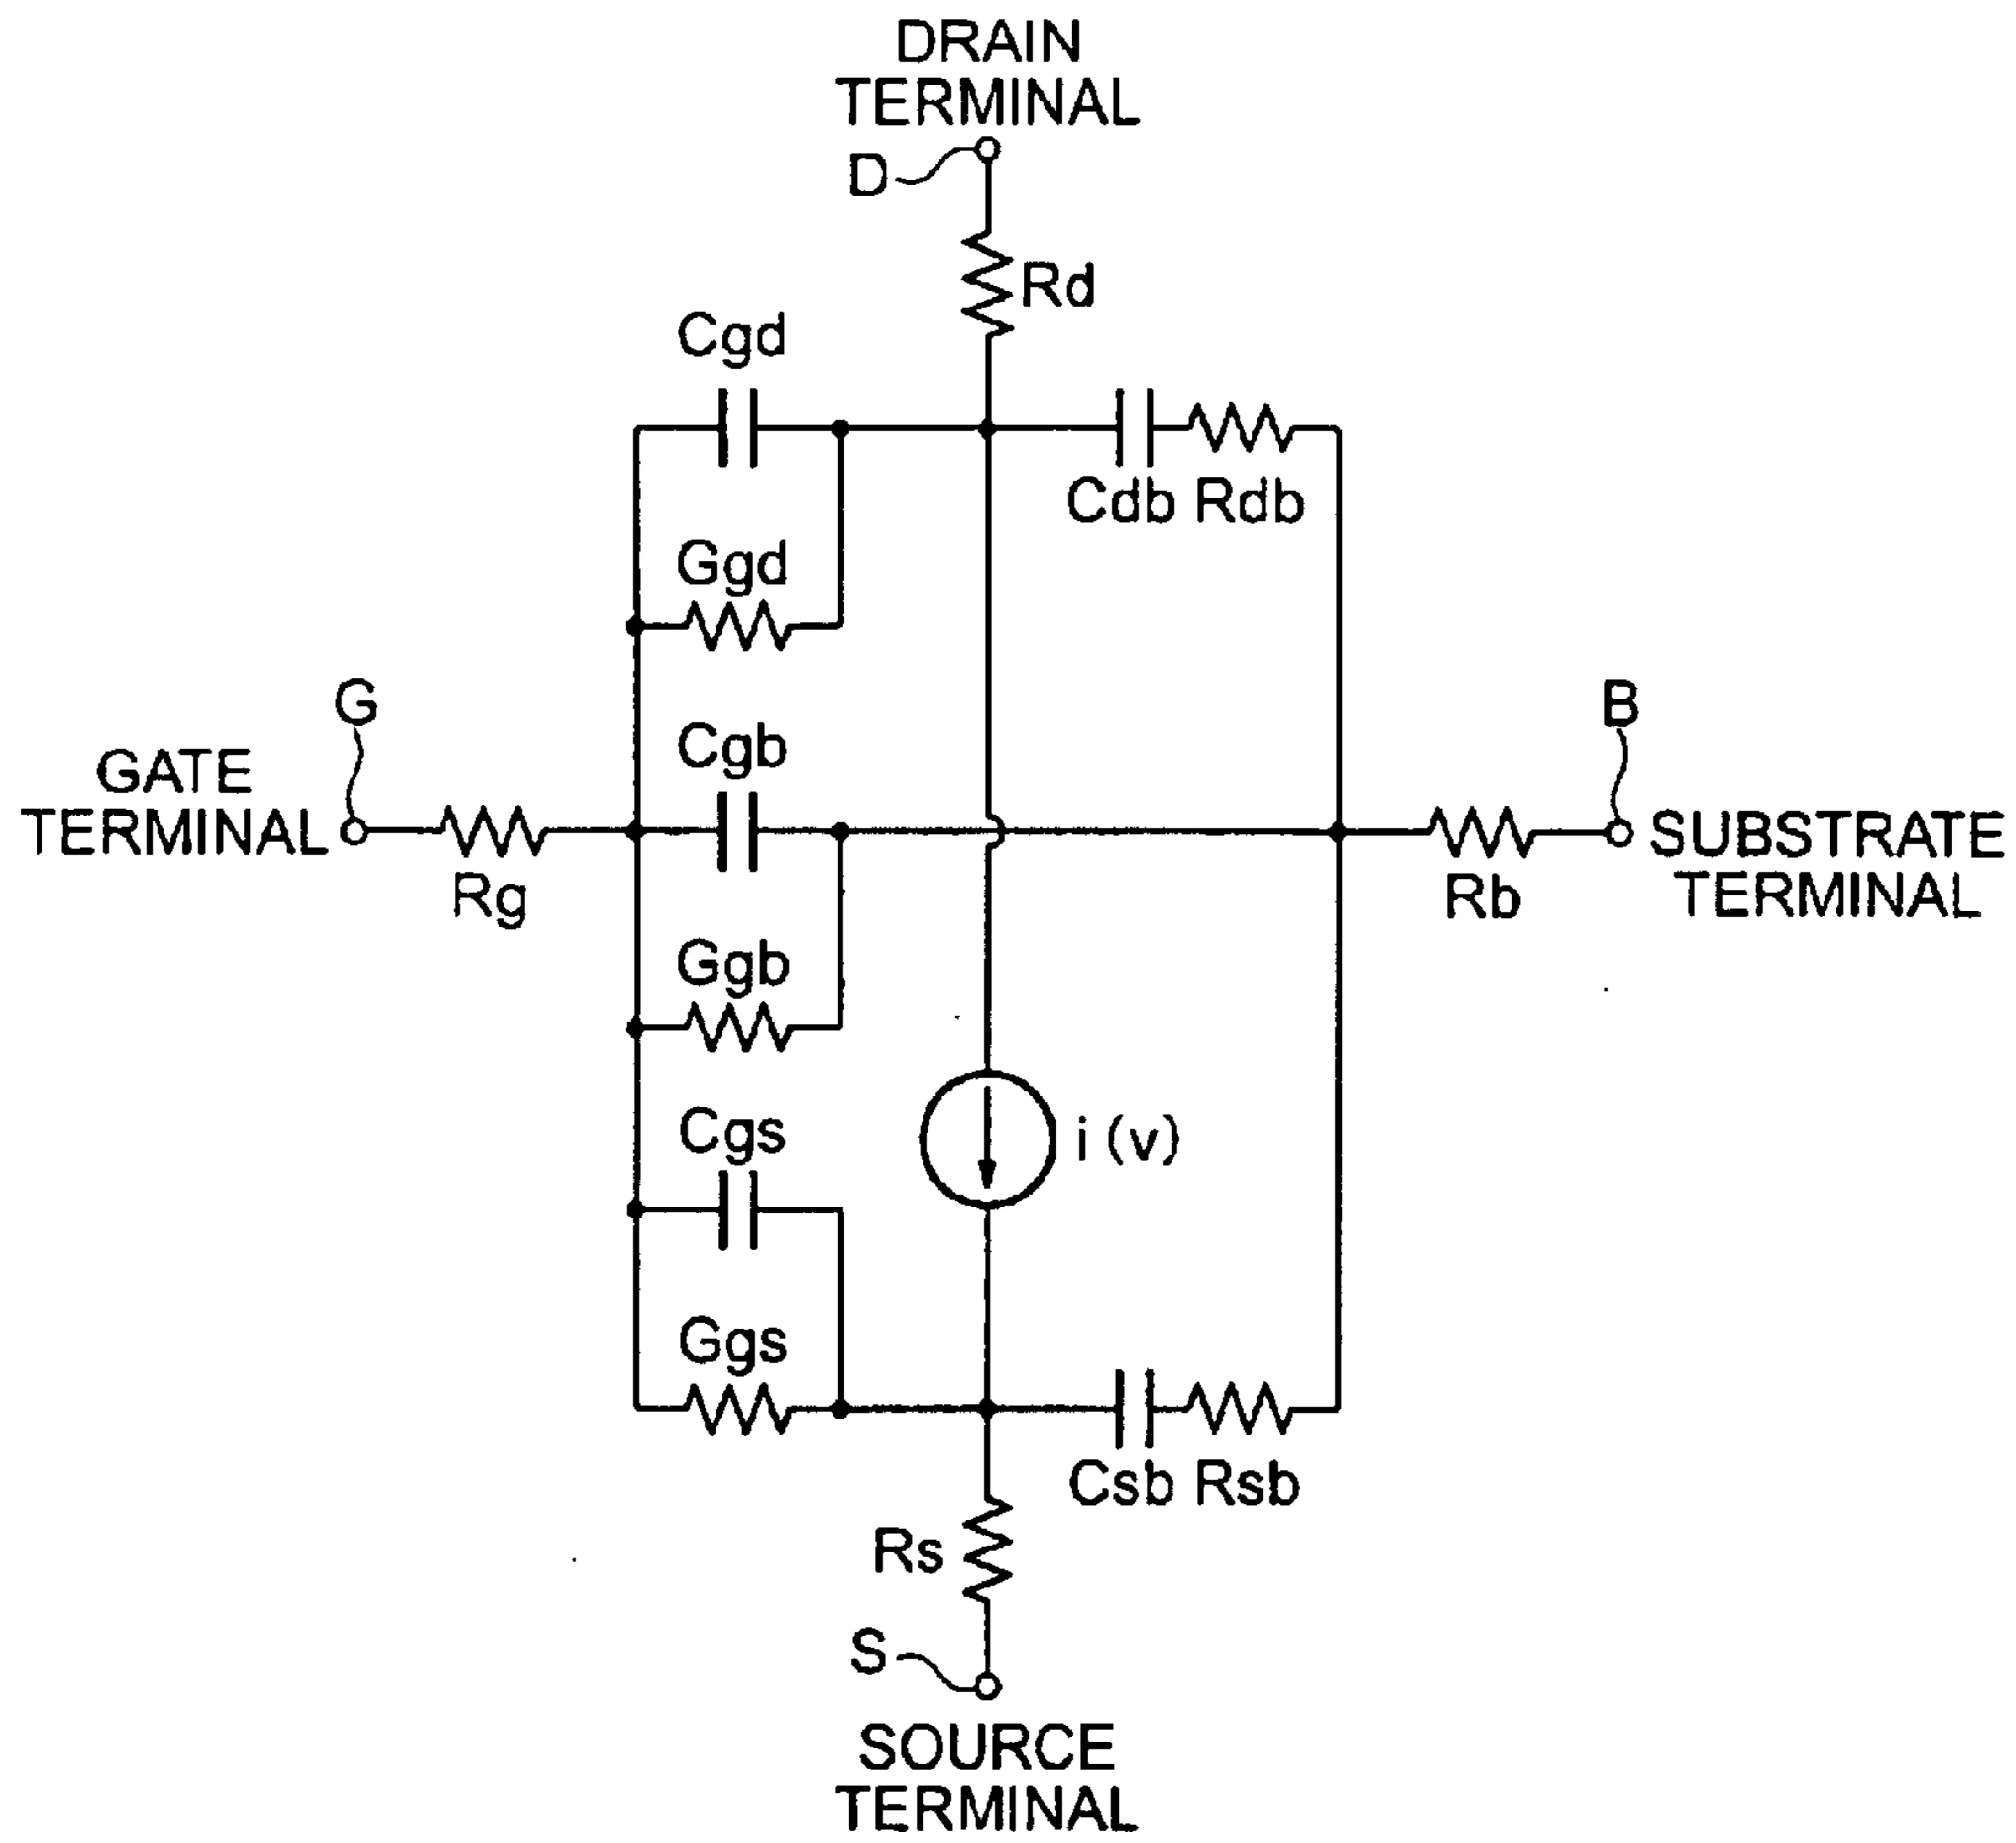 DRAIN
TERMINAL
D
Rd
Cgd
Cdb Rdb
Ggd
G
B
Cgb
GATE
TERMINAL
SUBSTRATE
TERMINAL
Rg
Rb
Ggb
Cgs
i (v)
Ggs
Csb Rsb
Rs
S
SOURCE
TERMINAL